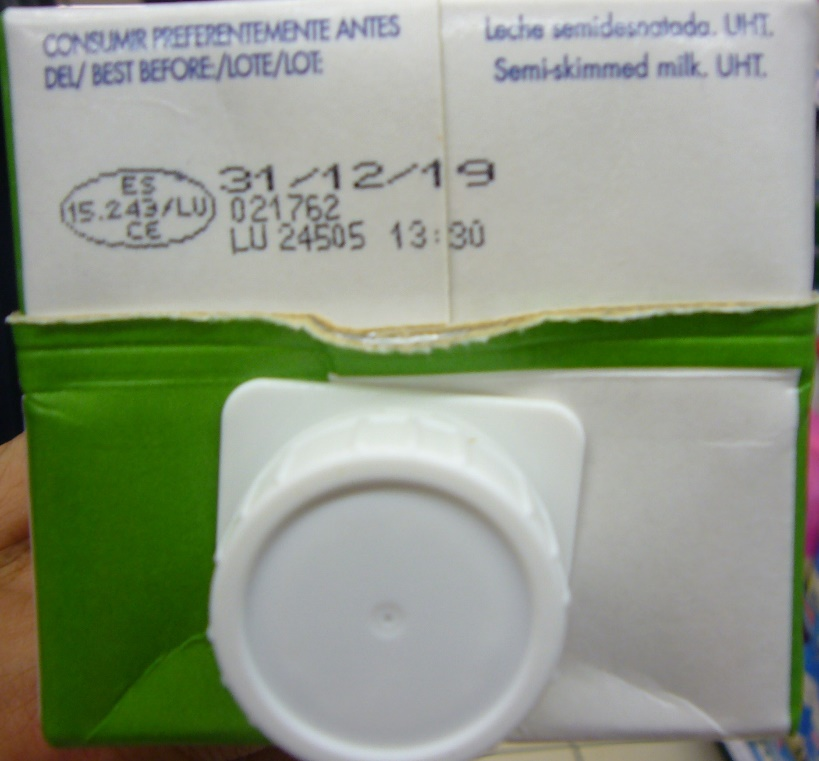 CONSUMIR PREFERENTEMENTE ANTES
DEL/ BEST BEFORE:/LOTE/LOT:
Leche semidesnatada. UHT.
Semi-skimmed milk. UHT.
ES
15.243/LU
CE
31/12/19
021762
LU 24505 13:30